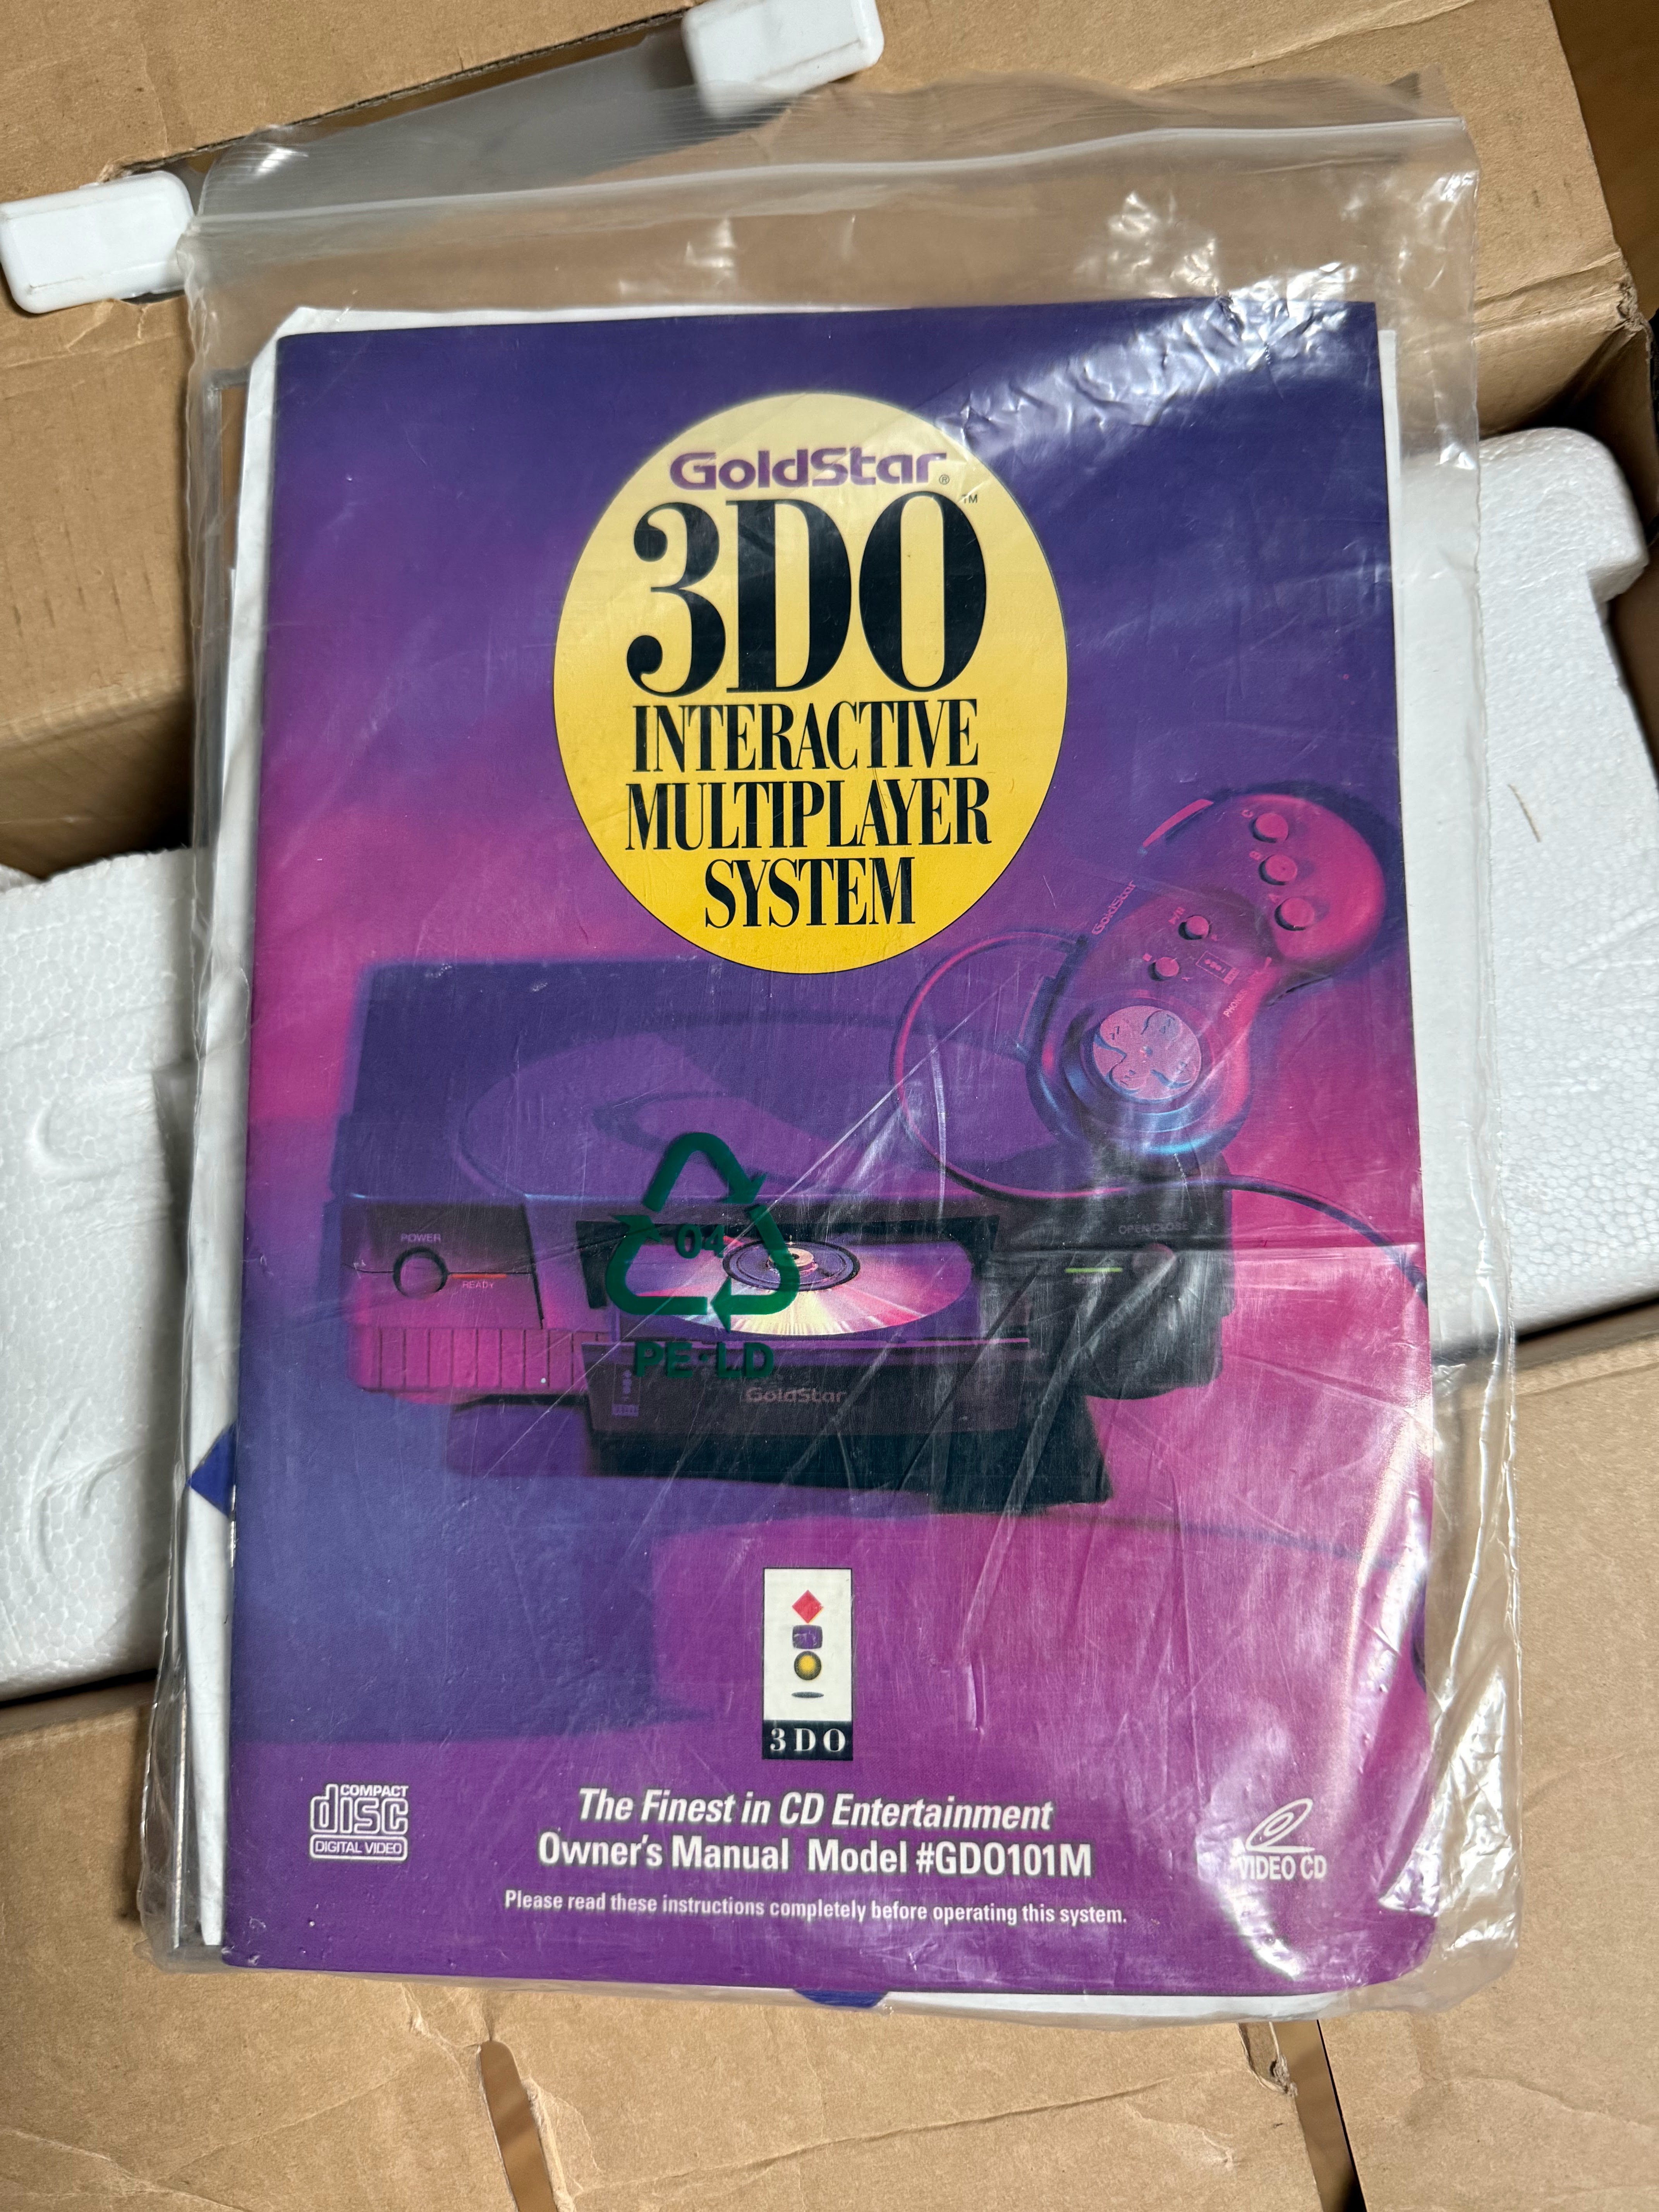 GoldStar®
3DO™
INTERACTIVE
MULTIPLAYER
SYSTEM
C
B
A
GoldStar
POWER
READY
OPEN/CLOSE
04
PE-LD
GoldStar
3DO
The Finest in CD Entertainment
Owner's Manual Model #GDO101M
Please read these instructions completely before operating this system.
COMPACT
disc
DIGITAL VIDEO
VIDEO CD